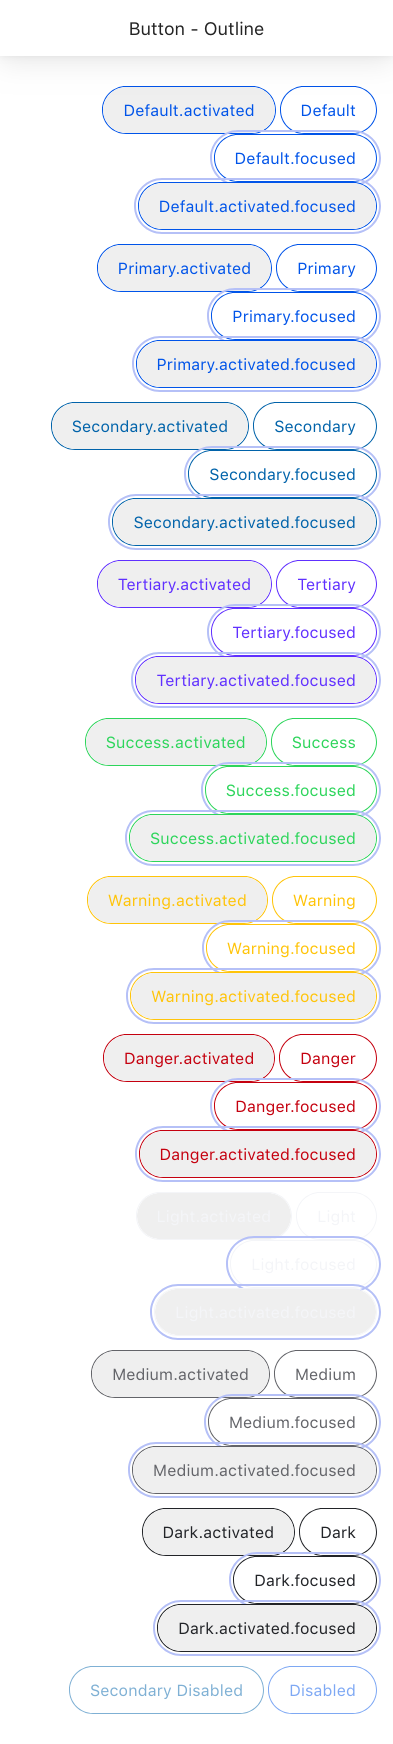 Button - Outline
Default.activated Default
Default.focused
Default.activated.focused
Primary.activated Primary
Primary.focused
Primary.activated.focused
Secondary.activated Secondary
Secondary.focused
Secondary.activated.focused
Tertiary.activated Tertiary
Tertiary.focused
Tertiary.activated.focused
Success.activated Success
Success.focused
Success.activated.focused
Warning.activated Warning
Warning.focused
Warning.activated.focused
Danger.activated Danger
Danger.focused
Danger.activated.focused
Light.activated Light
Light.focused
Light.activated.focused
Medium.activated Medium
Medium.focused
Medium.activated.focused
Dark.activated Dark
Dark.focused
Dark.activated.focused
Secondary Disabled Disabled